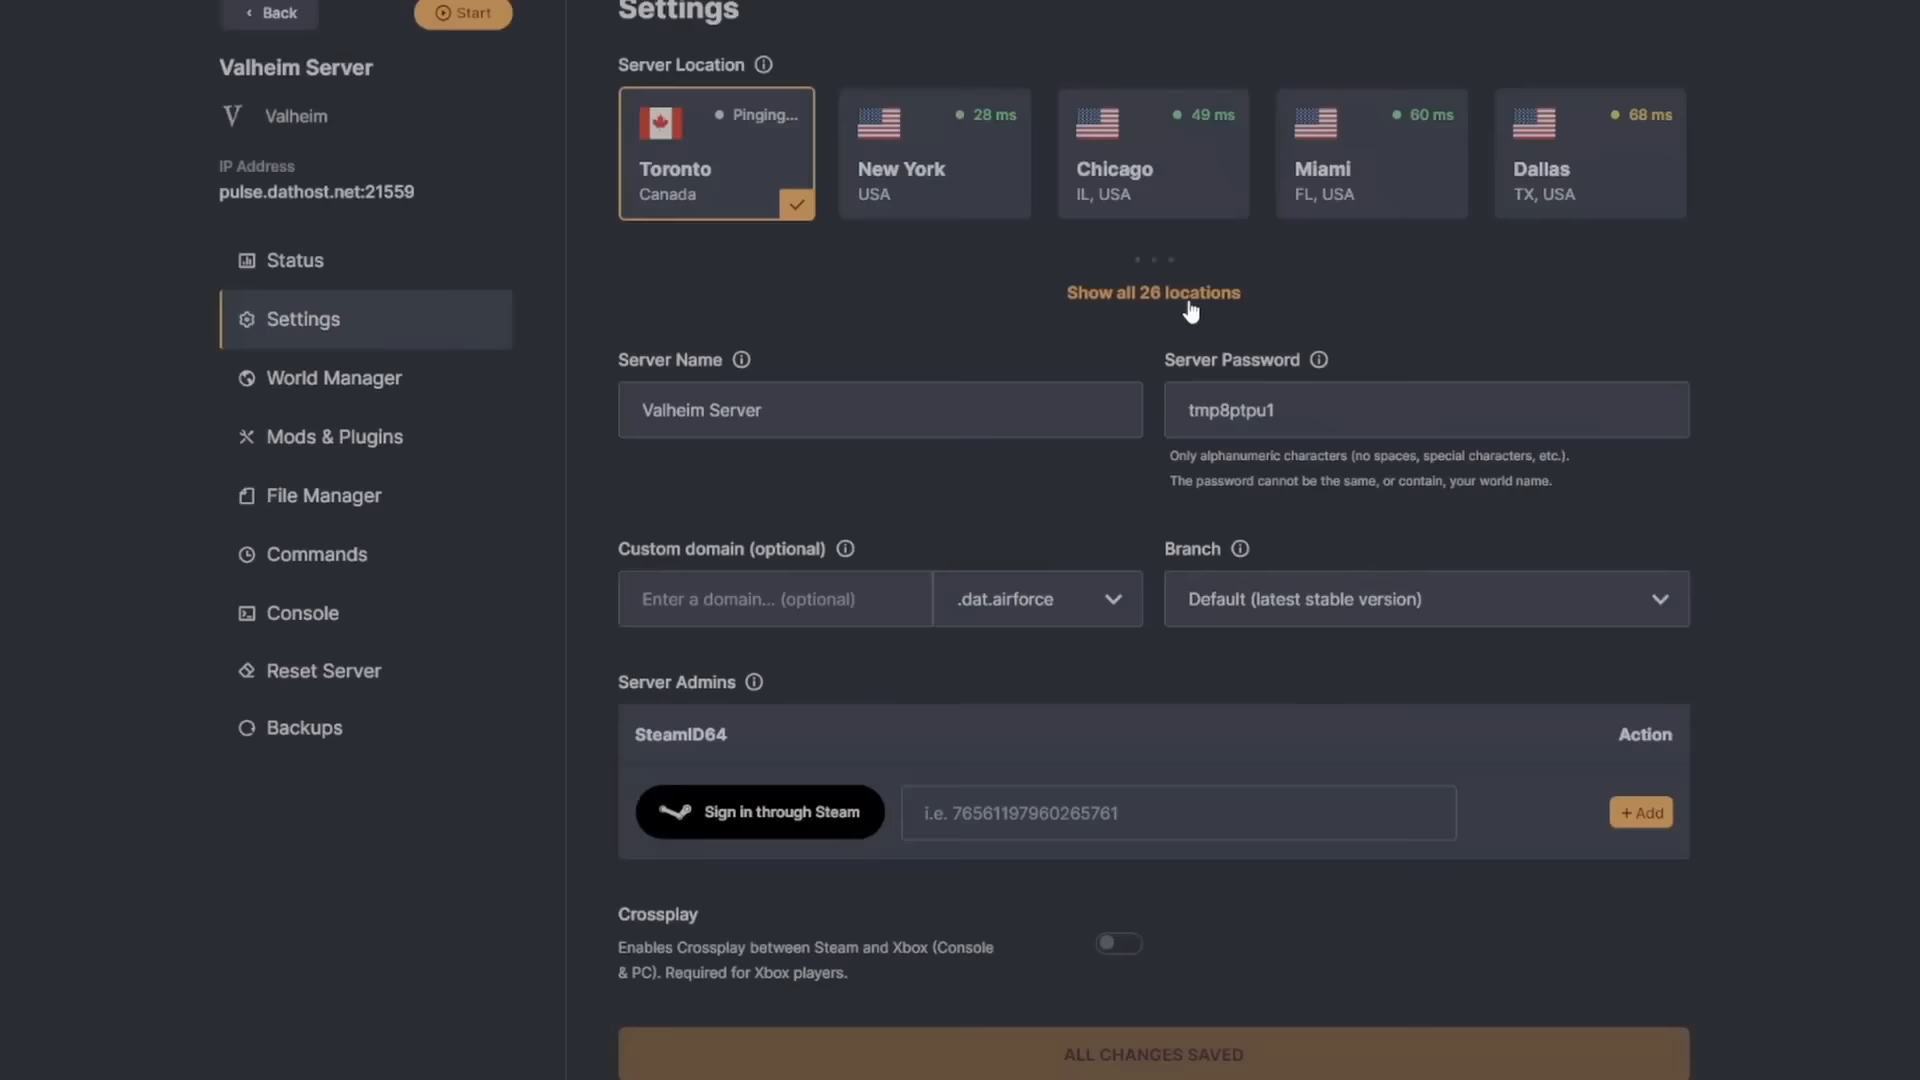 Back
Start
Valheim Server
Valheim
IP Address
pulse.dathost.net:21559
Status
Settings
World Manager
Mods & Plugins
File Manager
Commands
Console
Reset Server
Backups
Settings
Server Location
Pinging...
Toronto
Canada
28 ms
New York
USA
49 ms
Chicago
IL, USA
60 ms
Miami
FL, USA
68 ms
Dallas
TX, USA
Show all 26 locations
Server Name
Valheim Server
Server Password
tmp8ptpu1
Only alphanumeric characters (no spaces, special characters, etc.).
The password cannot be the same, or contain, your world name.
Custom domain (optional)
Enter a domain... (optional)
.dat.airforce
Branch
Default (latest stable version)
Server Admins
SteamID64
Action
Sign in through Steam
i.e. 76561197960265761
+ Add
Crossplay
Enables Crossplay between Steam and Xbox (Console
& PC). Required for Xbox players.
ALL CHANGES SAVED